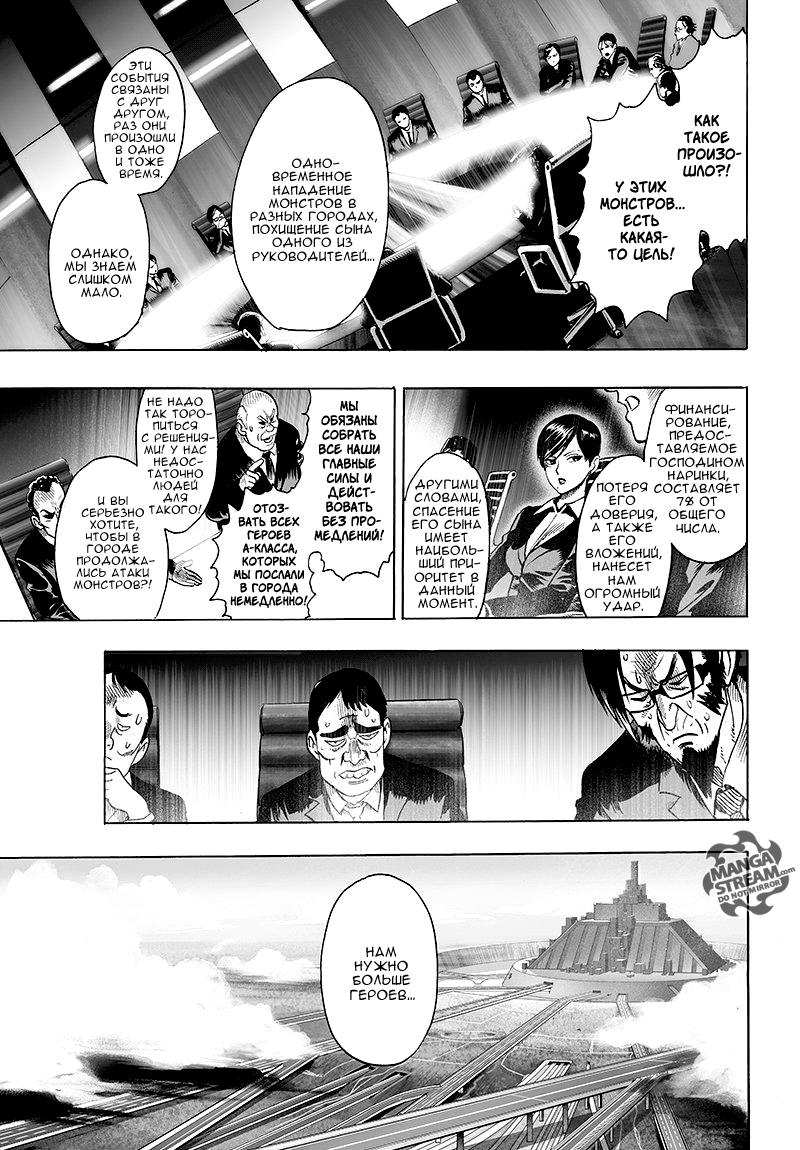 КАК
ТАКОЕ
ПРОИЗО-
ШЛО?!
У ЭТИХ
МОНСТРОВ...
ЕСТЬ
КАКАЯ-
ТО ЦЕЛЬ!
ОДНО-
ВРЕМЕННОЕ
НАПАДЕНИЕ
МОНСТРОВ В
РАЗНЫХ ГОРОДАХ,
ПОХИЩЕНИЕ СЫНА
ОДНОГО ИЗ
РУКОВОДИТЕЛЕЙ...
ЭТИ
СОБЫТИЯ
СВЯЗАНЫ
С ДРУГ
ДРУГОМ,
РАЗ ОНИ
ПРОИЗОШЛИ
В ОДНО
И ТОЖЕ
ВРЕМЯ.
ОДНАКО,
МЫ ЗНАЕМ
СЛИШКОМ
МАЛО.
ФИНАНСИ-
РОВАНИЕ,
ПРЕДОС-
ТАВЛЯЕМОЕ
ГОСПОДИНОМ
НАРИНКИ,
СОСТАВЛЯЕТ
7% ОТ
ОБЩЕГО
ЧИСЛА.
ПОТЕРЯ
ЕГО
ДОВЕРИЯ,
А ТАКЖЕ
ЕГО
ВЛОЖЕНИЙ,
НАНЕСЕТ
НАМ
ОГРОМНЫЙ
УДАР.
ДРУГИМИ
СЛОВАМИ,
СПАСЕНИЕ
ЕГО СЫНА
ИМЕЕТ
НАИБОЛЬ-
ШИЙ ПРИ-
ОРИТЕТ В
ДАННЫЙ
МОМЕНТ.
МЫ
ОБЯЗАНЫ
СОБРАТЬ
ВСЕ НАШИ
ГЛАВНЫЕ
СИЛЫ И
ДЕЙСТ-
ВОВАТЬ
БЕЗ ПРО-
МЕДЛЕНИЙ!
ОТОЗ-
ВАТЬ ВСЕХ
ГЕРОЕВ
А-КЛАССА,
КОТОРЫХ
МЫ ПОСЛАЛИ
В ГОРОДА
НЕМЕДЛЕННО!
НЕ НАДО
ТАК ТОРО-
ПИТЬСЯ
С РЕШЕНИЯ-
МИ! У НАС
НЕДОС-
ТАТОЧНО
ЛЮДЕЙ
ДЛЯ
ТАКОГО!
И ВЫ
СЕРЬЕЗНО
ХОТИТЕ,
ЧТОБЫ В
ГОРОДЕ
ПРОДОЛЖА-
ЛИСЬ АТАКИ
МОНСТРОВ?!
НАМ
НУЖНО
БОЛЬШЕ
ГЕРОЕВ...
MANGA
STREAM.com
DO NOT MIRROR!